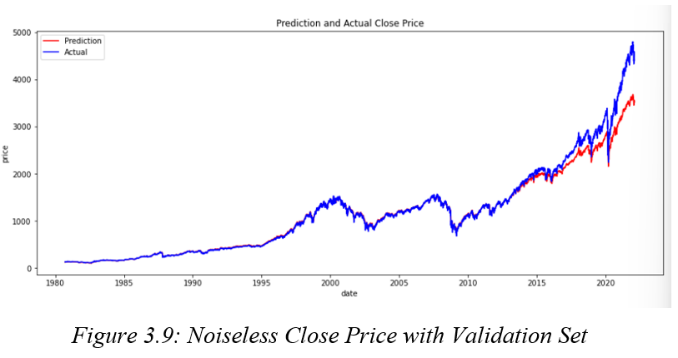 Prediction and Actual Close Price
Prediction
Actual
5000
4000
3000
2000
1000
0
price
1980 1985 1990 1995 2000 2005 2010 2015 2020
date
Figure 3.9: Noiseless Close Price with Validation Set